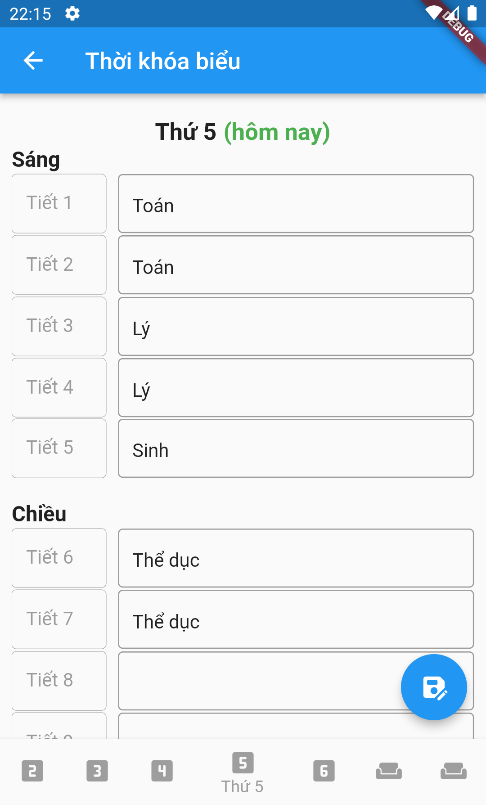 22:15
DEBUG
Thời khóa biểu
Thứ 5 (hôm nay)
Sáng
Tiết 1
Toán
Tiết 2
Toán
Tiết 3
Lý
Tiết 4
Lý
Tiết 5
Sinh
Chiều
Tiết 6
Thể dục
Tiết 7
Thể dục
Tiết 8
2
3
4
5
6
Thứ 5